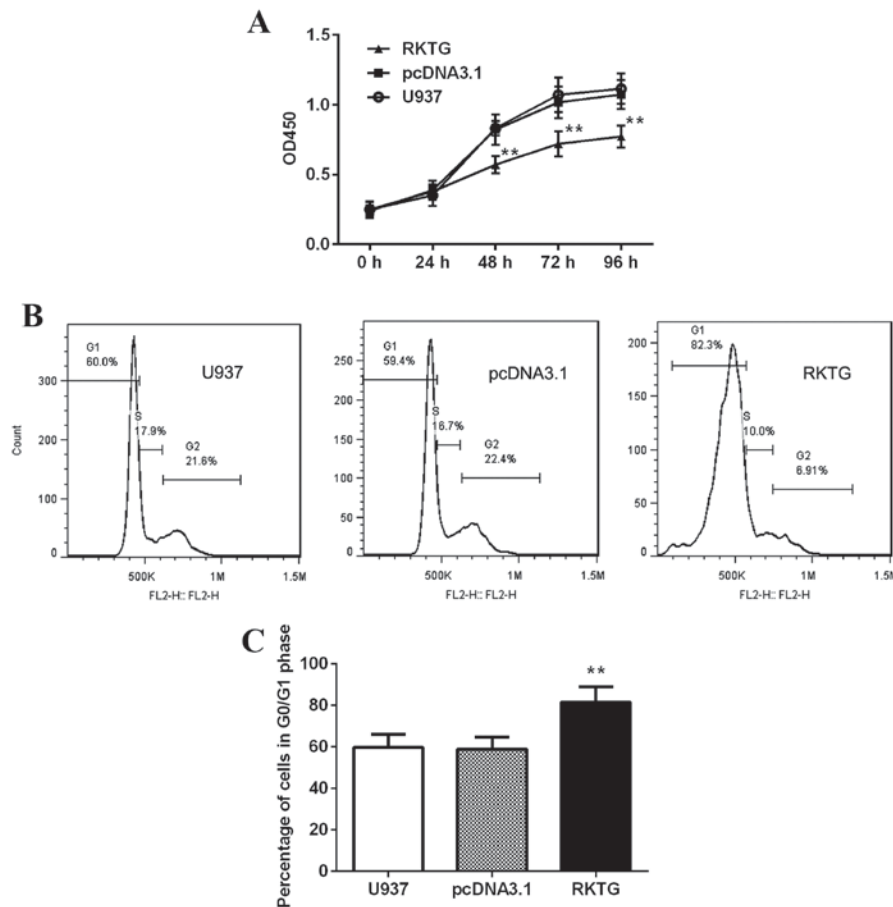 A
RKTG
pcDNA3.1
U937
OD450
1.5
1.0
0.5
0.0
**
**
**
0 h 24 h 48 h 72 h 96 h
B
Count
300
200
100
0
G1
60.0%
U937
S
17.9%
G2
21.6%
500K 1M 1.5M
FL2-H:: FL2-H
250
200
150
100
50
0
G1
59.4%
pcDNA3.1
S
16.7%
G2
22.4%
500K 1M 1.5M
FL2-H:: FL2-H
200
150
100
50
0
G1
82.3%
RKTG
S
10.0%
G2
6.91%
500K 1M 1.5M
FL2-H:: FL2-H
C
Percentage of cells in G0/G1 phase
100
80
60
40
20
0
**
U937 pcDNA3.1 RKTG